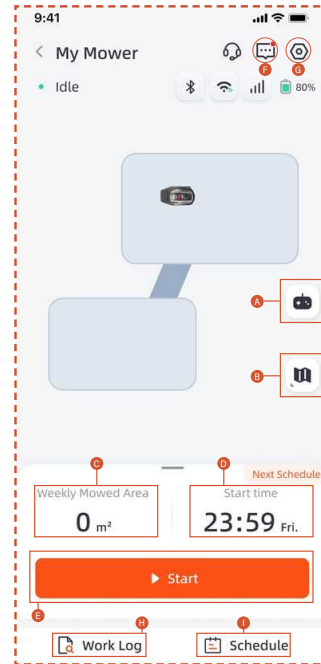 9:41
My Mower
F
G
Idle
80%
A
B
C
D
Next Schedule
Weekly Mowed Area
Start time
0 m²
23:59 Fri.
Start
E
H
I
Work Log
Schedule